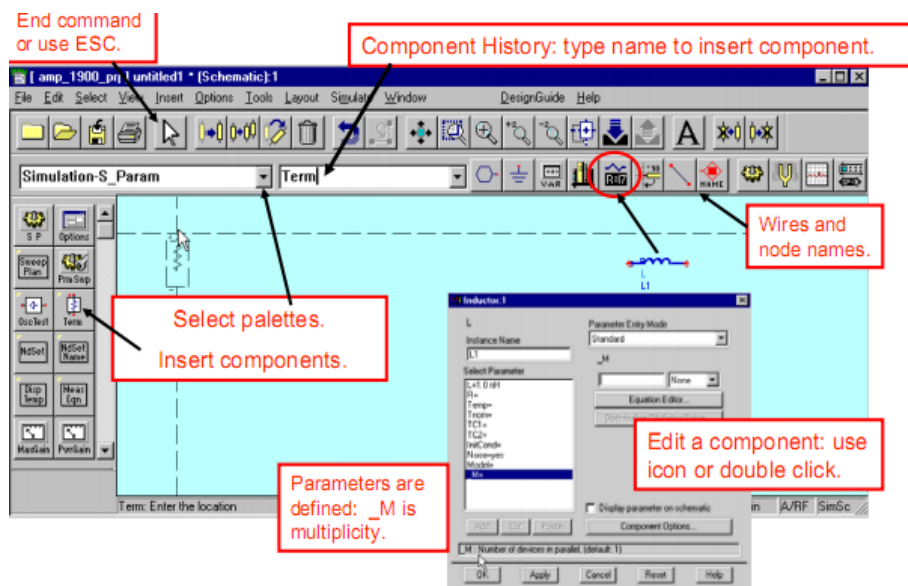 End command
or use ESC.
Component History: type name to insert component.
[ amp_1900_prj ] untitled1 * (Schematic):1
File Edit Select View Insert Options Tools Layout Simulate Window DesignGuide Help
Simulation-S_Param
Term
VAR
NAME
S P
Options
Sweep
Plan
Prm Swp
OscTest
Term
NdSet
NdSet
Name
Disp
Temp
Meas
Eqn
MaxGain
PwrGain
Wires and
node names.
Select palettes.
Insert components.
L
L1
Inductor:1
L
Instance Name
L1
Select Parameter
L=1.0 nH
R=
Temp=
Tnom=
TC1=
TC2=
InitCond=
Noise=yes
Model=
_M=
Parameter Entry Mode
Standard
_M
None
Equation Editor...
Edit a component: use
icon or double click.
Parameters are
defined: _M is
multiplicity.
Display parameter on schematic
Add
Cut
Paste
Component Options...
_M : Number of devices in parallel, (default: 1)
OK
Apply
Cancel
Reset
Help
Term: Enter the location
in
A/RF
SimSc